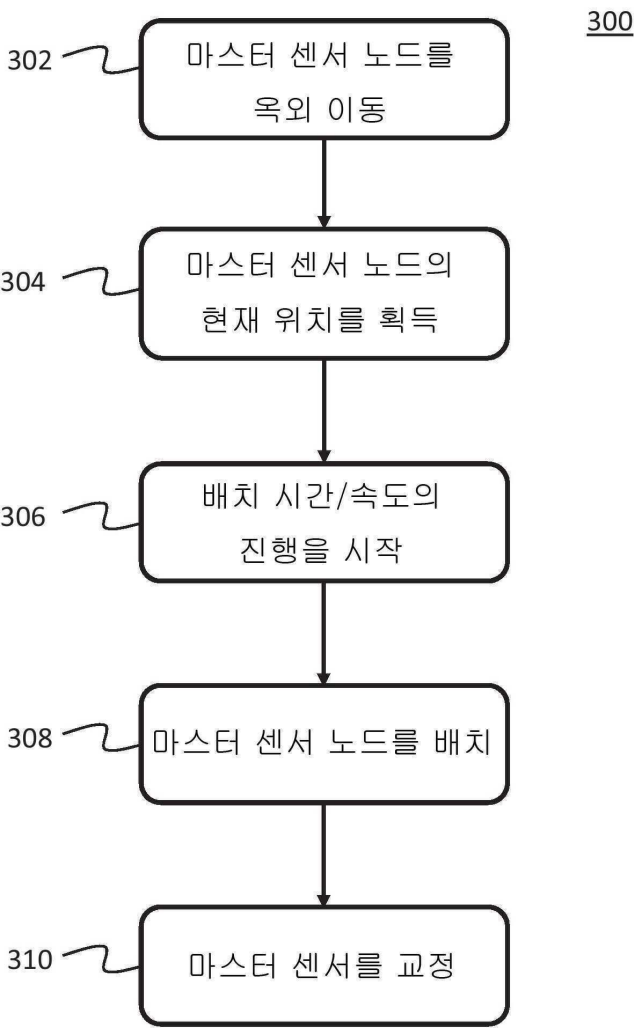 300
302
마스터 센서 노드를
옥외 이동
304
마스터 센서 노드의
현재 위치를 획득
306
배치 시간/속도의
진행을 시작
308
마스터 센서 노드를 배치
310
마스터 센서를 교정